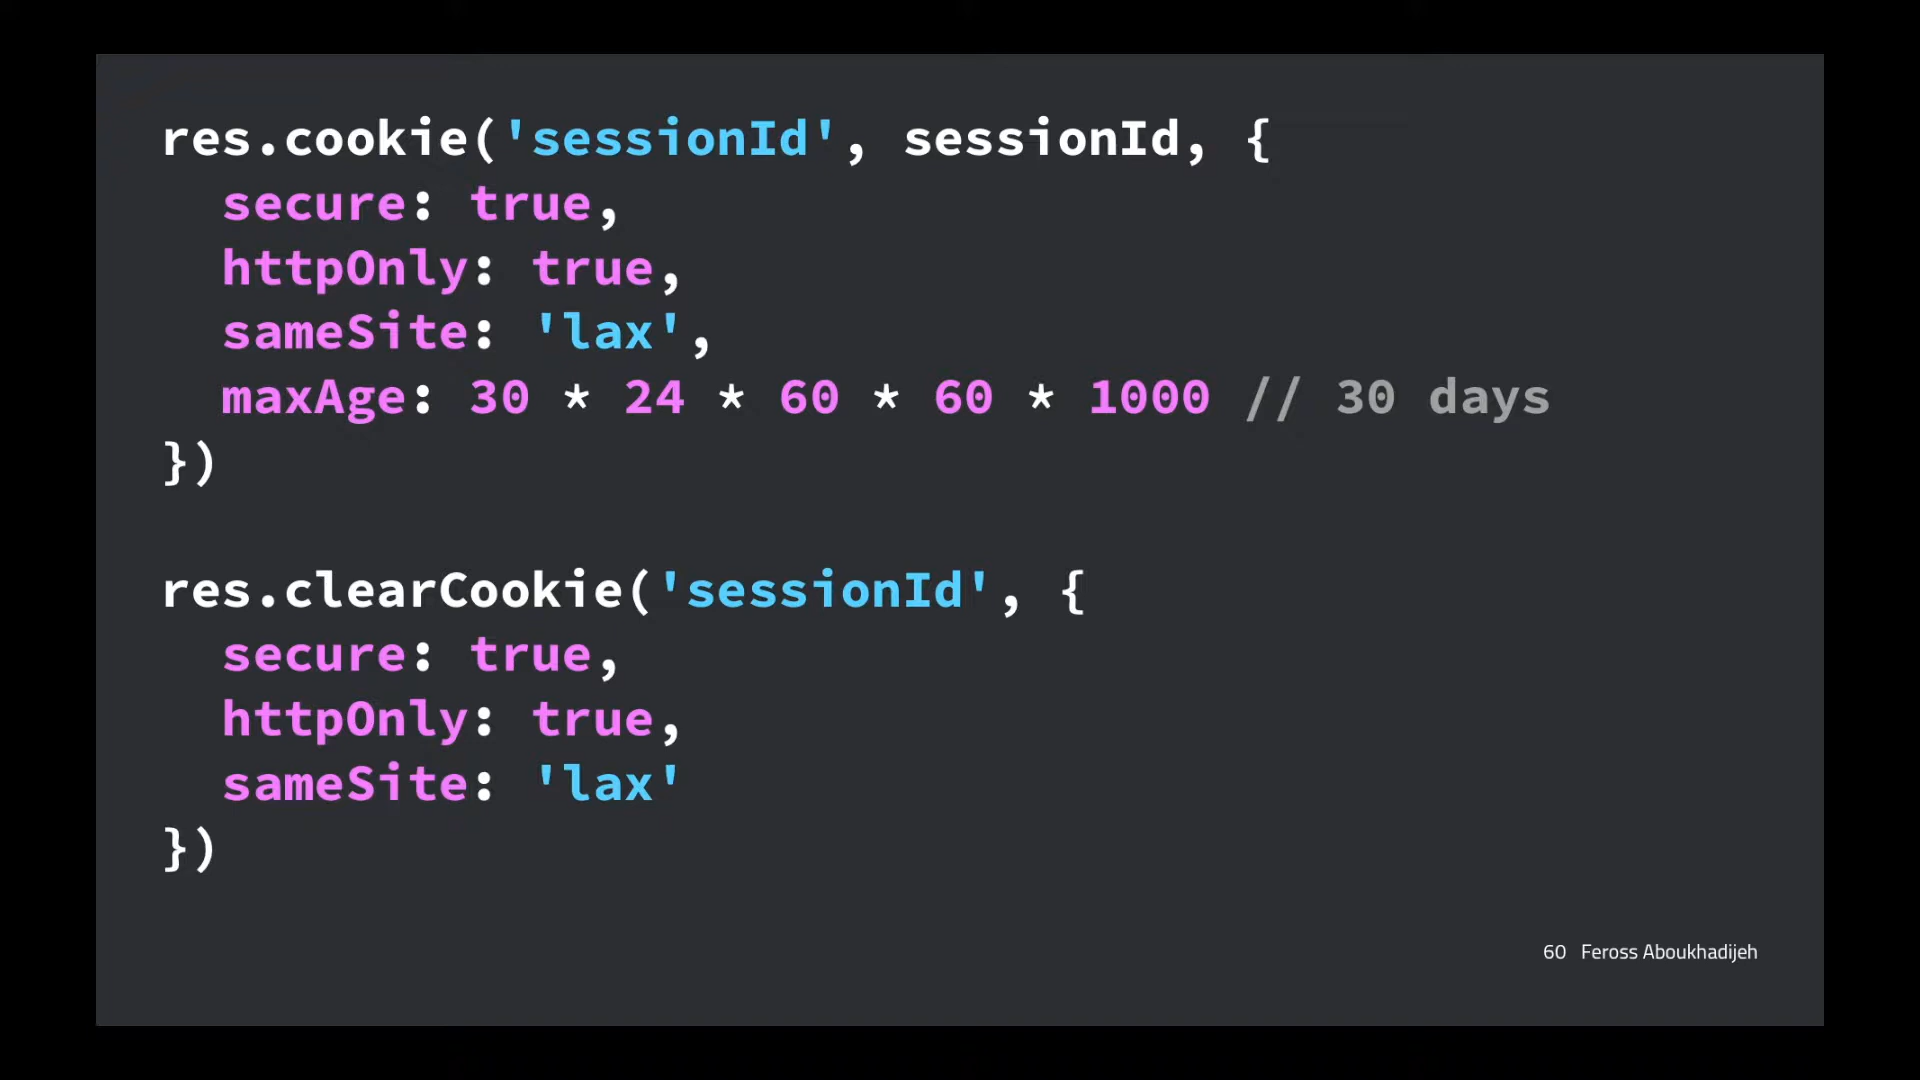 res.cookie('sessionId', sessionId, {
  secure: true,
  httpOnly: true,
  sameSite: 'lax',
  maxAge: 30 * 24 * 60 * 60 * 1000 // 30 days
})
res.clearCookie('sessionId', {
  secure: true,
  httpOnly: true,
  sameSite: 'lax'
})
60 Feross Aboukhadijeh